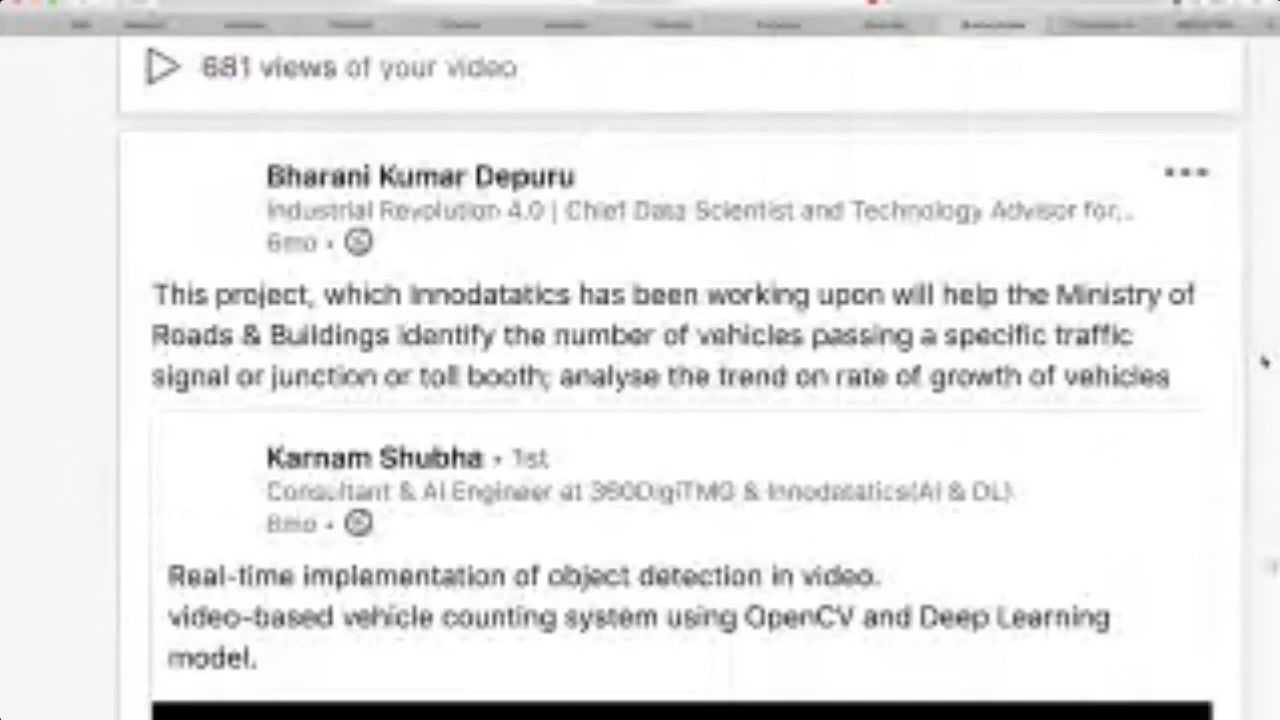 681 views of your video
Bharani Kumar Depuru
Industrial Revolution 4.0 | Chief Data Scientist and Technology Advisor for...
6mo •
This project, which Innodatatics has been working upon will help the Ministry of
Roads & Buildings identify the number of vehicles passing a specific traffic
signal or junction or toll booth; analyse the trend on rate of growth of vehicles
Karnam Shubha • 1st
Consultant & AI Engineer at 360DigiTMG & Innodatatics(AI & DL)
6mo •
Real-time implementation of object detection in video.
video-based vehicle counting system using OpenCV and Deep Learning
model.